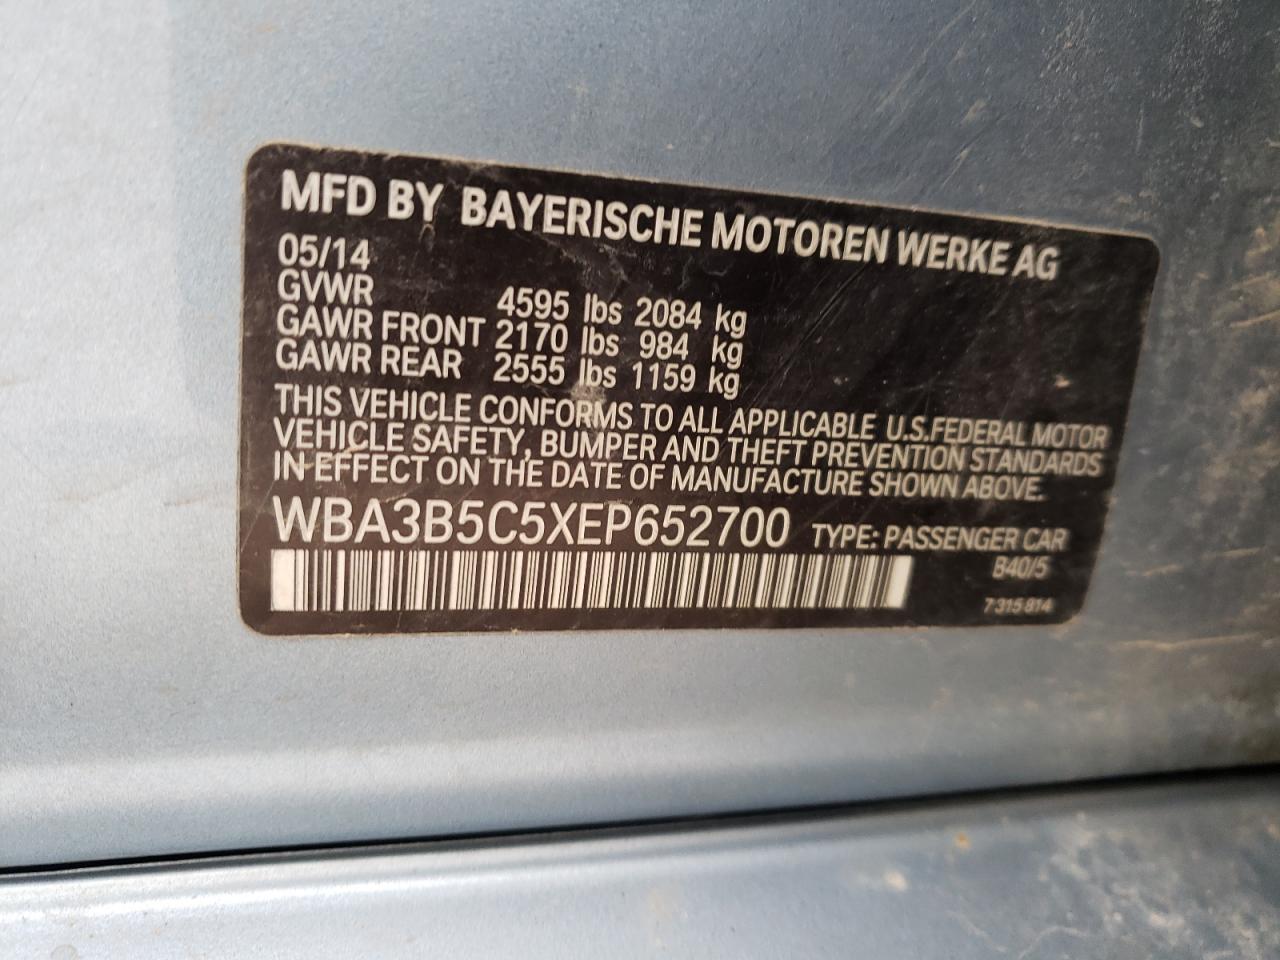 MFD BY BAYERISCHE MOTOREN WERKE AG
05/14
GVWR 4595 lbs 2084 kg
GAWR FRONT 2170 lbs 984 kg
GAWR REAR 2555 lbs 1159 kg
THIS VEHICLE CONFORMS TO ALL APPLICABLE U.S.FEDERAL MOTOR
VEHICLE SAFETY, BUMPER AND THEFT PREVENTION STANDARDS
IN EFFECT ON THE DATE OF MANUFACTURE SHOWN ABOVE.
WBA3B5C5XEP652700 TYPE: PASSENGER CAR
B40/5
7 315 814